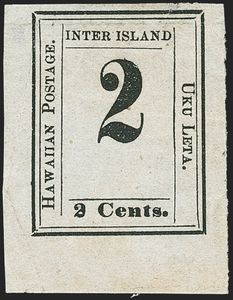 INTER ISLAND
HAWAIIAN POSTAGE.
2
UKU LETA.
2 Cents.